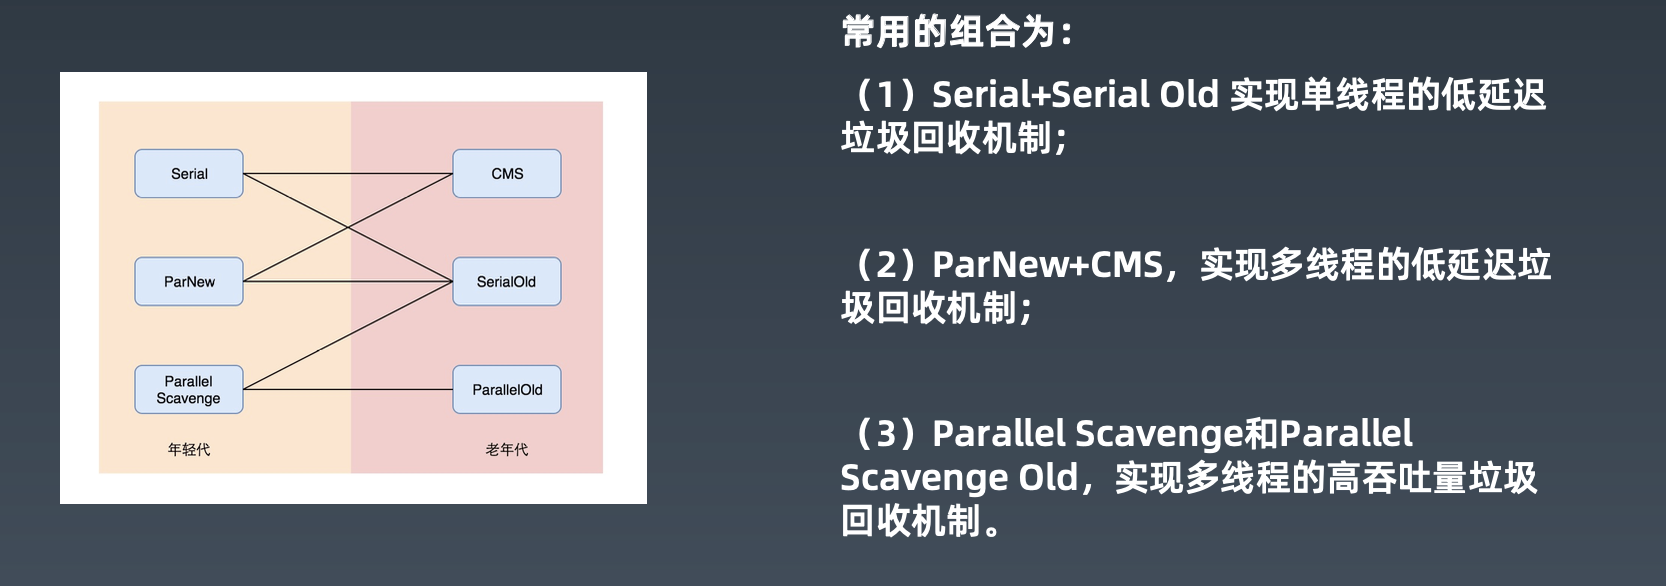 常用的组合为：
（1）Serial+Serial Old 实现单线程的低延迟
垃圾回收机制；
（2）ParNew+CMS，实现多线程的低延迟垃
圾回收机制；
（3）Parallel Scavenge和Parallel
Scavenge Old，实现多线程的高吞吐量垃圾
回收机制。
Serial
CMS
ParNew
SerialOld
Parallel
Scavenge
ParallelOld
年轻代
老年代